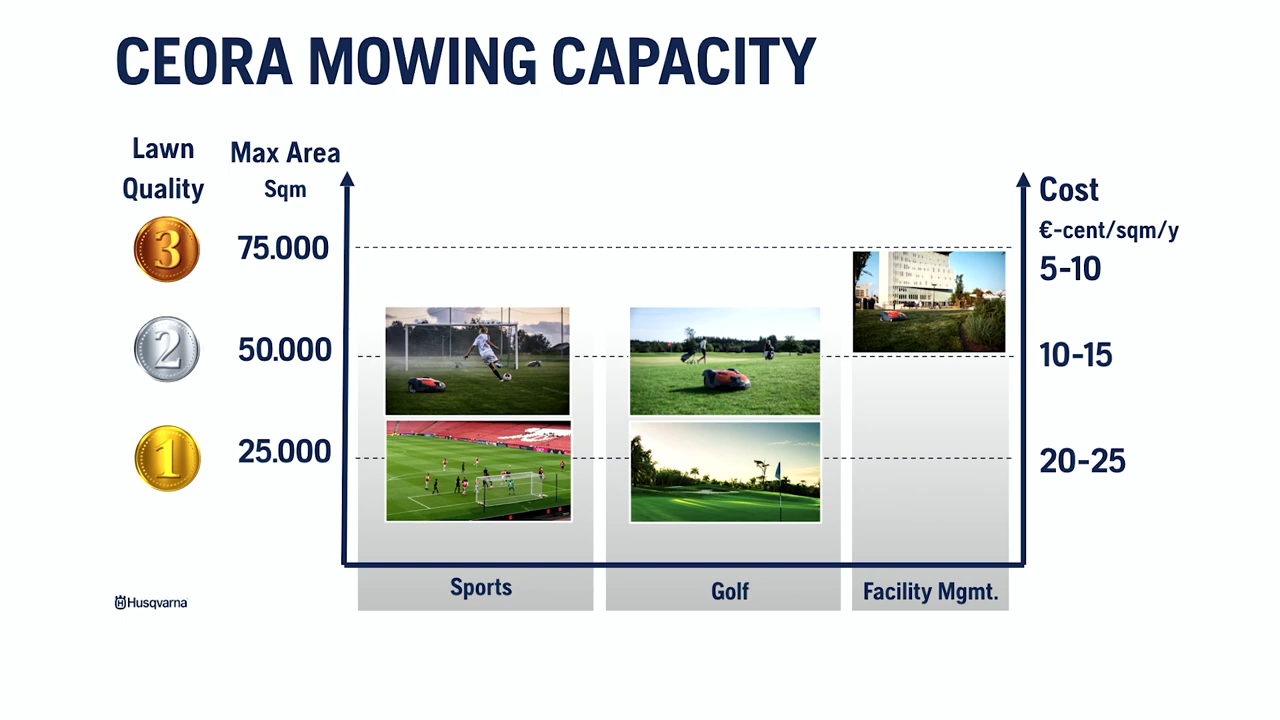 CEORA MOWING CAPACITY
Lawn
Quality
Max Area
Sqm
Cost
€-cent/sqm/y
3
75.000
5-10
2
50.000
10-15
1
25.000
20-25
Sports
Golf
Facility Mgmt.
Husqvarna